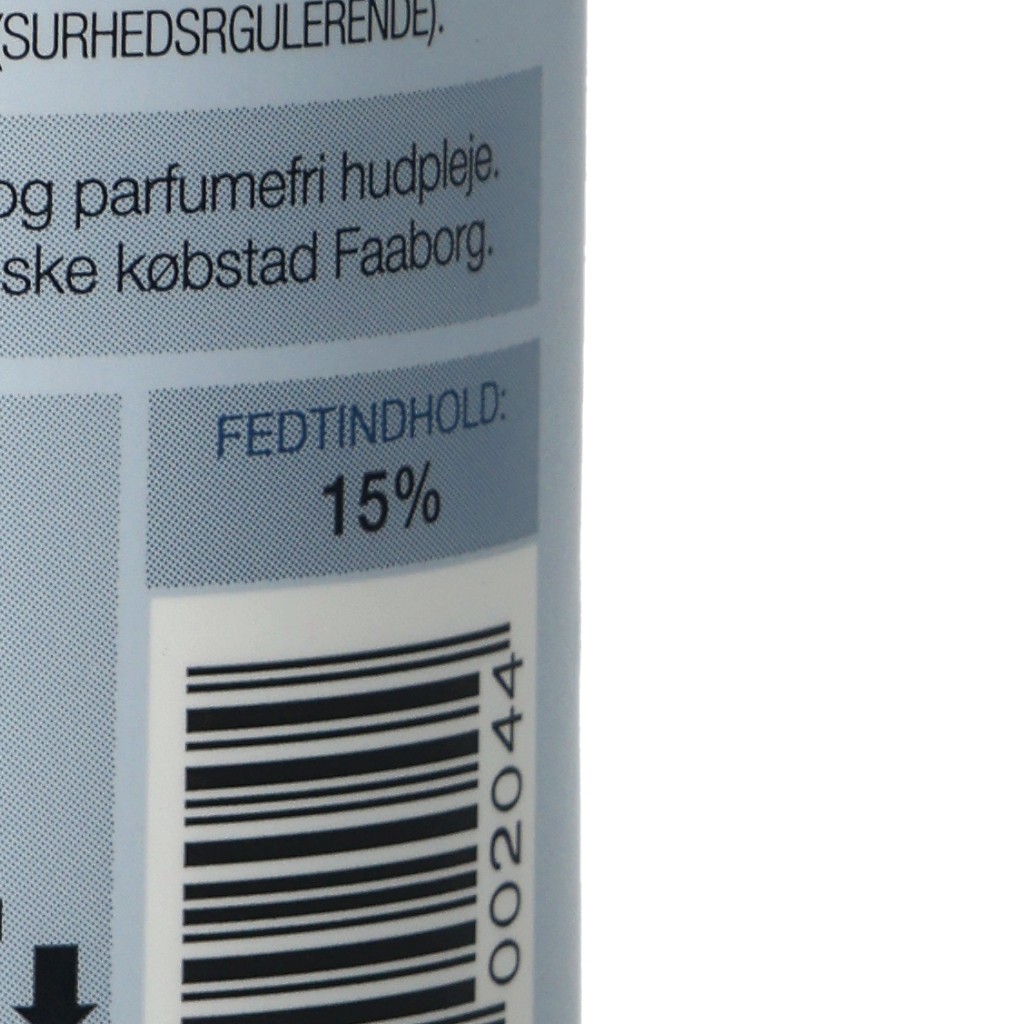 (SURHEDSRGULERENDE).
og parfumefri hudpleje.
ske købstad Faaborg.
FEDTINDHOLD:
15%
002044